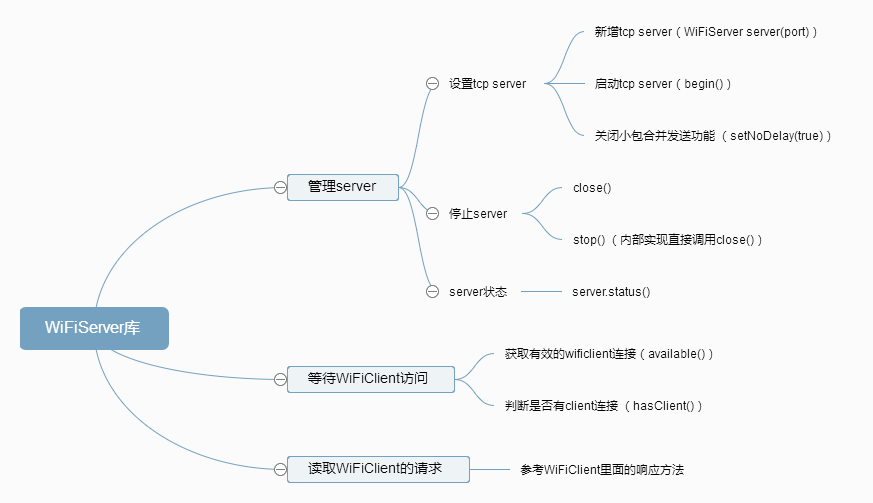 WiFiServer库
管理server
设置tcp server
新增tcp server（WiFiServer server(port)）
启动tcp server（begin()）
关闭小包合并发送功能 （setNoDelay(true)）
停止server
close()
stop() （内部实现直接调用close()）
server状态
server.status()
等待WiFiClient访问
获取有效的wificlient连接（available()）
判断是否有client连接 （hasClient()）
读取WiFiClient的请求
参考WiFiClient里面的响应方法